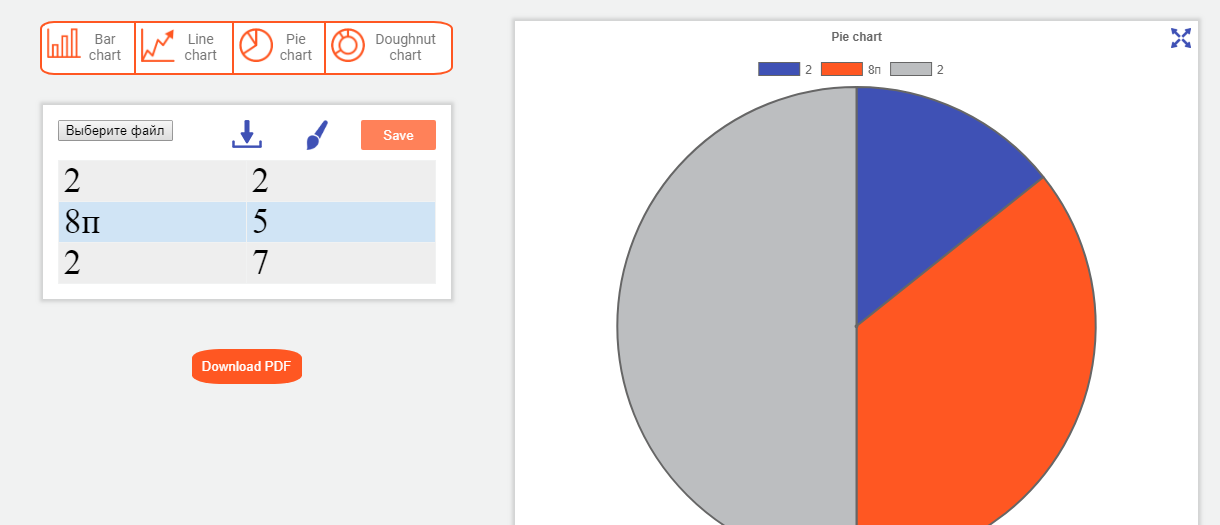 Bar chart
Line chart
Pie chart
Doughnut chart
Выберите файл
Save
2 2
8п 5
2 7
Download PDF
Pie chart
2 8п 2